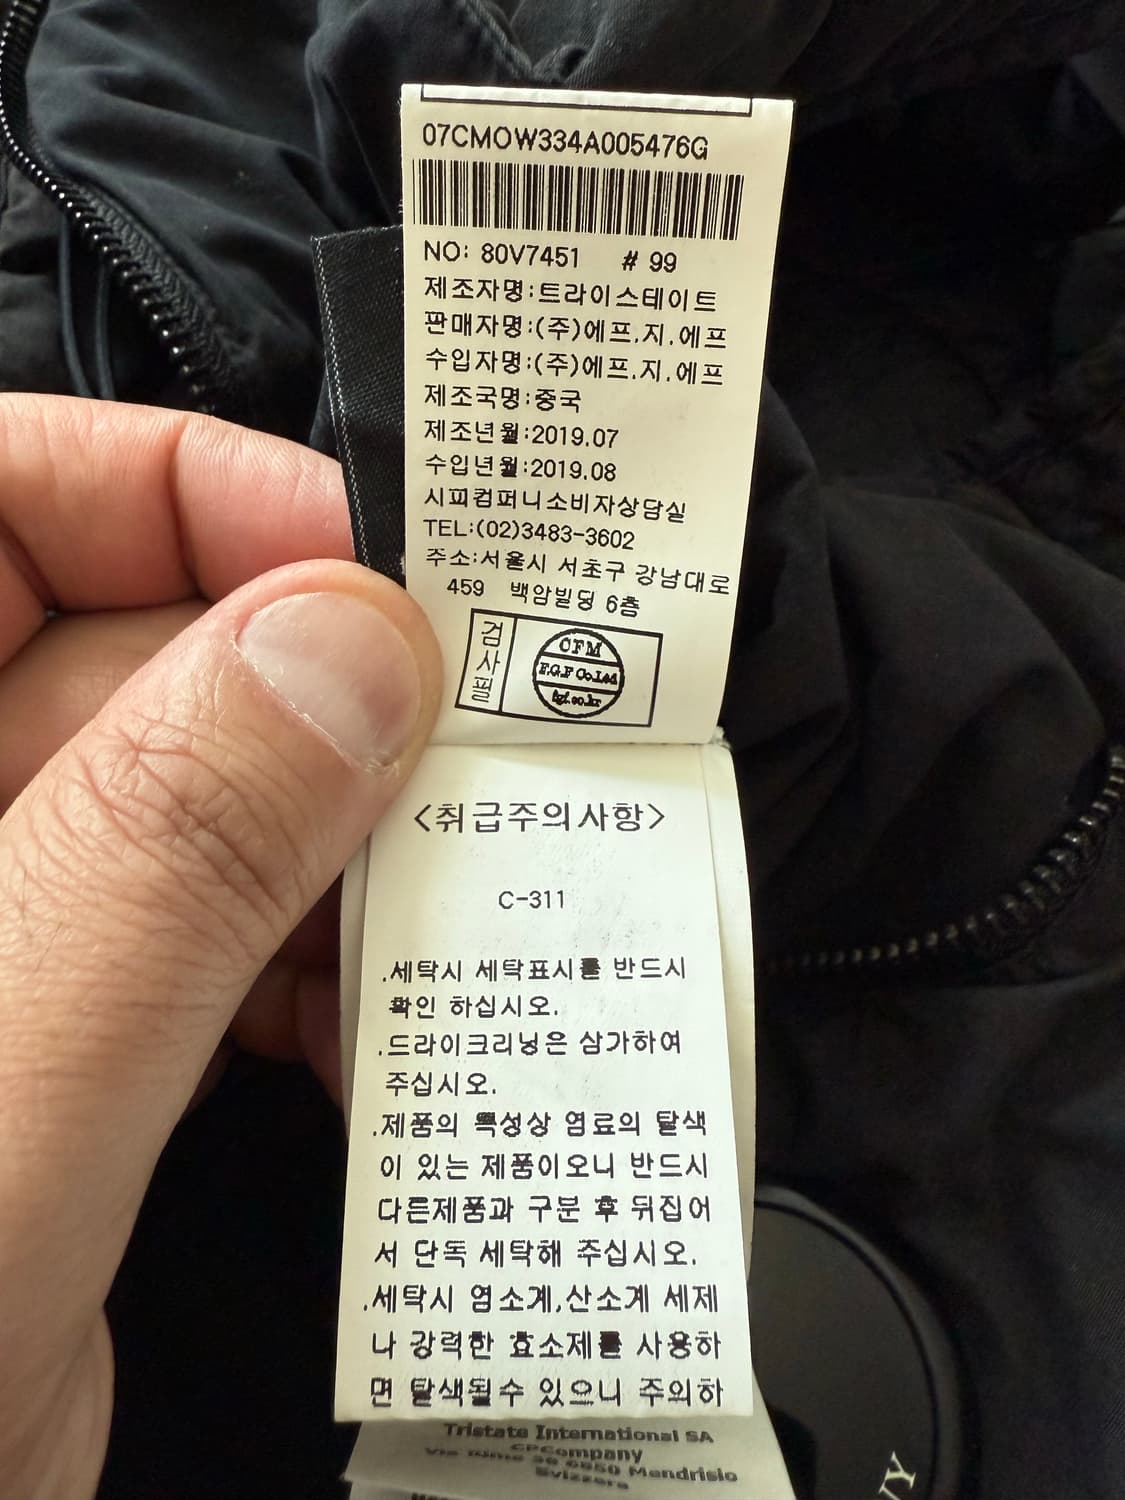 07CMOW334A005476G
NO: 80V7451 # 99
제조자명:트라이스테이트
판매자명:(주)에프.지.에프
수입자명:(주)에프.지.에프
제조국명:중국
제조년월:2019.07
수입년월:2019.08
시피컴퍼니소비자상담실
TEL:(02)3483-3602
주소:서울시 서초구 강남대로
459 백암빌딩 6층
검사필
CFM
F.G.F Co.Ltd
fgf.co.kr
<취급주의사항>
C-311
.세탁시 세탁표시를 반드시
확인 하십시오.
.드라이크리닝은 삼가하여
주십시오.
.제품의 특성상 염료의 탈색
이 있는 제품이오니 반드시
다른제품과 구분 후 뒤집어
서 단독 세탁해 주십시오.
.세탁시 염소계,산소계 세제
나 강력한 효소제를 사용하
면 탈색될수 있으니 주의하
Tristate International SA
CPCompany
6850 Mendrisio
Svizzera
VY